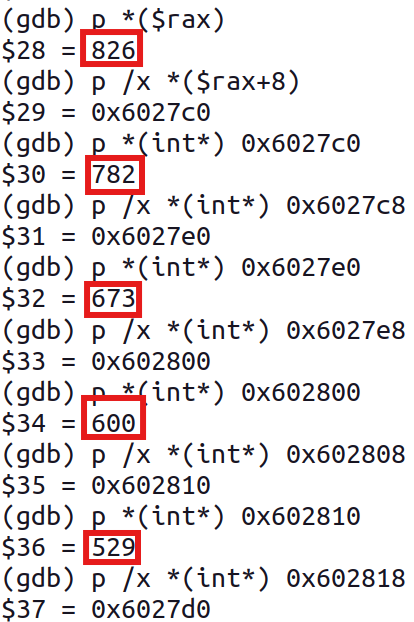 (gdb) p *($rax)
$28 = 826
(gdb) p /x *($rax+8)
$29 = 0x6027c0
(gdb) p *(int*) 0x6027c0
$30 = 782
(gdb) p /x *(int*) 0x6027c8
$31 = 0x6027e0
(gdb) p *(int*) 0x6027e0
$32 = 673
(gdb) p /x *(int*) 0x6027e8
$33 = 0x602800
(gdb) p *(int*) 0x602800
$34 = 600
(gdb) p /x *(int*) 0x602808
$35 = 0x602810
(gdb) p *(int*) 0x602810
$36 = 529
(gdb) p /x *(int*) 0x602818
$37 = 0x6027d0